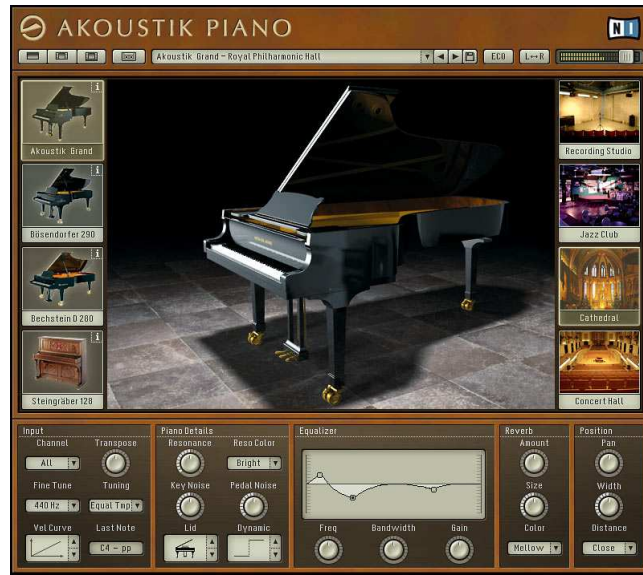 AKOUSTIK PIANO
NI
Akoustik Grand - Royal Philharmonic Hall
ECO
L↔R
Akoustik Grand
Bösendorfer 290
Bechstein D 280
Steingräber 128
Recording Studio
Jazz Club
Cathedral
Concert Hall
Input
Channel
Transpose
All
Fine Tune
Tuning
440 Hz
Equal Tmp
Vel Curve
Last Note
C4 - pp
Piano Details
Resonance
Reso Color
Bright
Key Noise
Pedal Noise
Lid
Dynamic
Equalizer
Freq
Bandwidth
Gain
Reverb
Amount
Size
Color
Mellow
Position
Pan
Width
Distance
Close